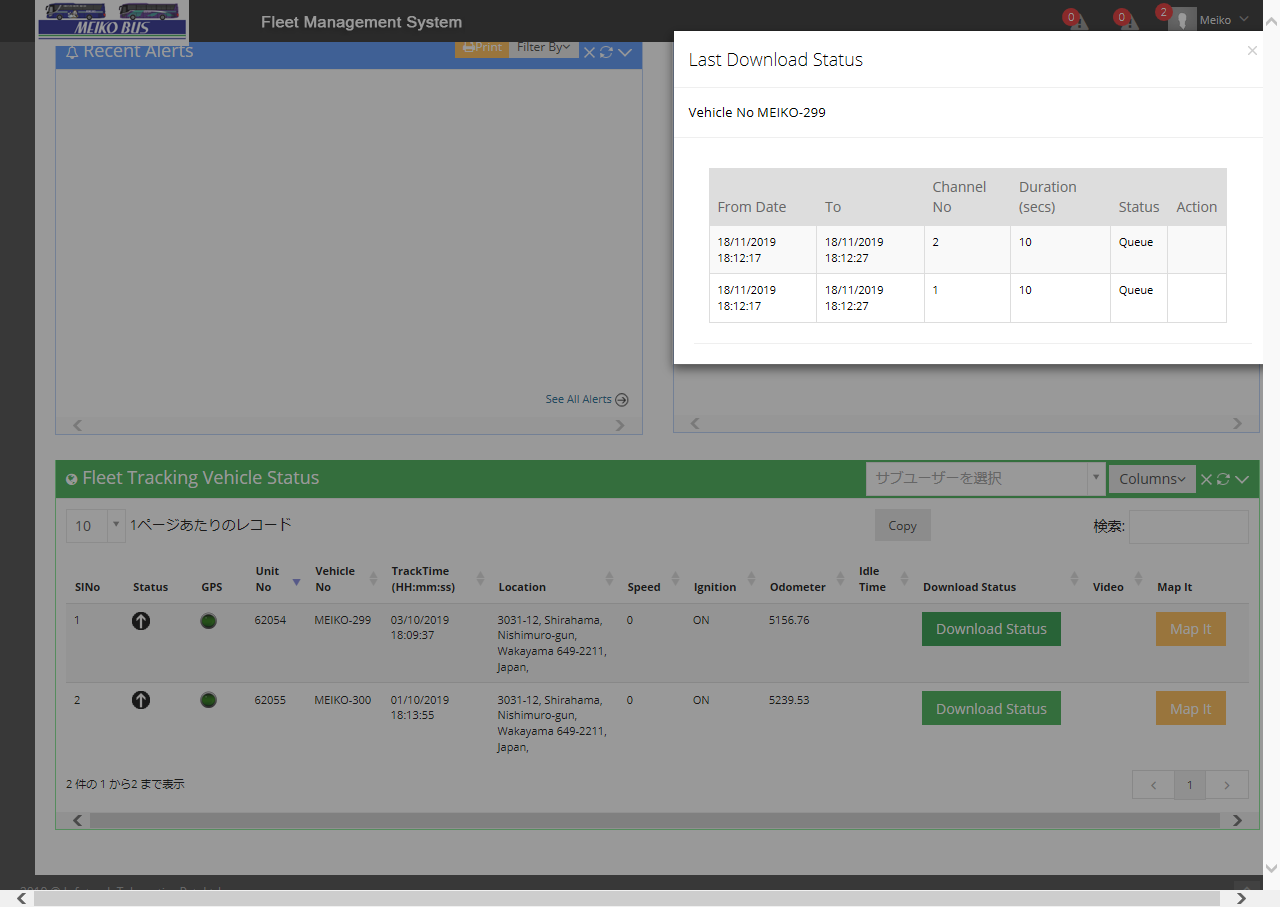 MEIKO BUS
Fleet Management System
0
0
2
Meiko
Recent Alerts
Print
Filter By
See All Alerts
Last Download Status
×
Vehicle No MEIKO-299
From Date To Channel No Duration (secs) Status Action
18/11/2019 18:12:17 18/11/2019 18:12:27 2 10 Queue
18/11/2019 18:12:17 18/11/2019 18:12:27 1 10 Queue
Fleet Tracking Vehicle Status
サブユーザーを選択
Columns
10 1ページあたりのレコード
Copy
検索:
SlNo Status GPS Unit No Vehicle No TrackTime (HH:mm:ss) Location Speed Ignition Odometer Idle Time Download Status Video Map It
1 62054 MEIKO-299 03/10/2019 18:09:37 3031-12, Shirahama, Nishimuro-gun, Wakayama 649-2211, Japan, 0 ON 5156.76 Download Status Map It
2 62055 MEIKO-300 01/10/2019 18:13:55 3031-12, Shirahama, Nishimuro-gun, Wakayama 649-2211, Japan, 0 ON 5239.53 Download Status Map It
2 件の 1 から2 まで表示
1